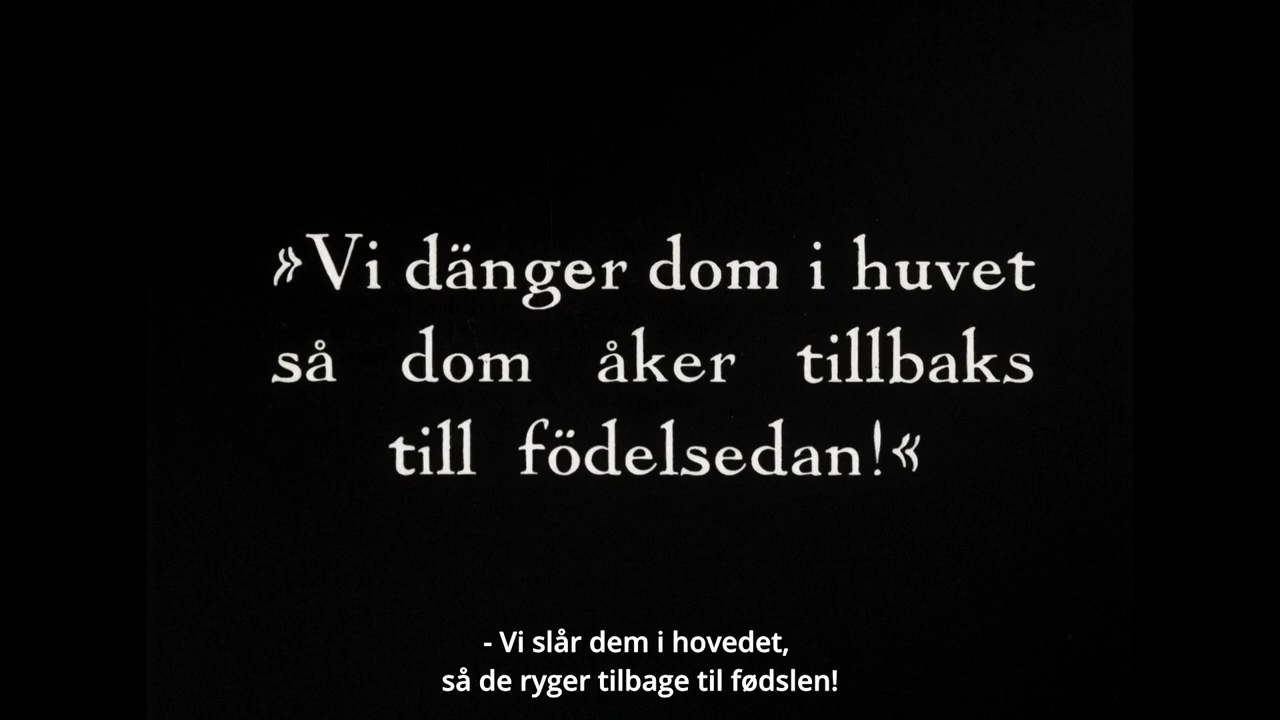 »Vi dänger dom i huvet
så dom åker tillbaks
till födelsedan!«
- Vi slår dem i hovedet,
så de ryger tilbage til fødslen!